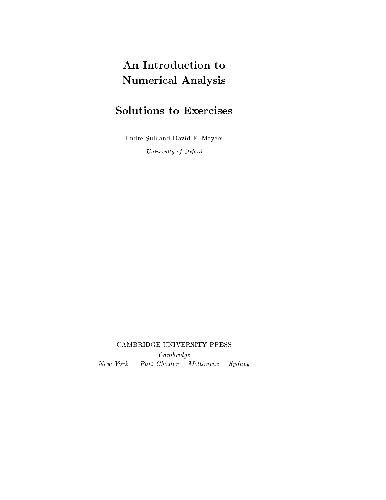 An Introduction to
Numerical Analysis
Solutions to Exercises
Endre Süli and David F. Mayers
University of Oxford
CAMBRIDGE UNIVERSITY PRESS
Cambridge
New York Port Chester Melbourne Sydney